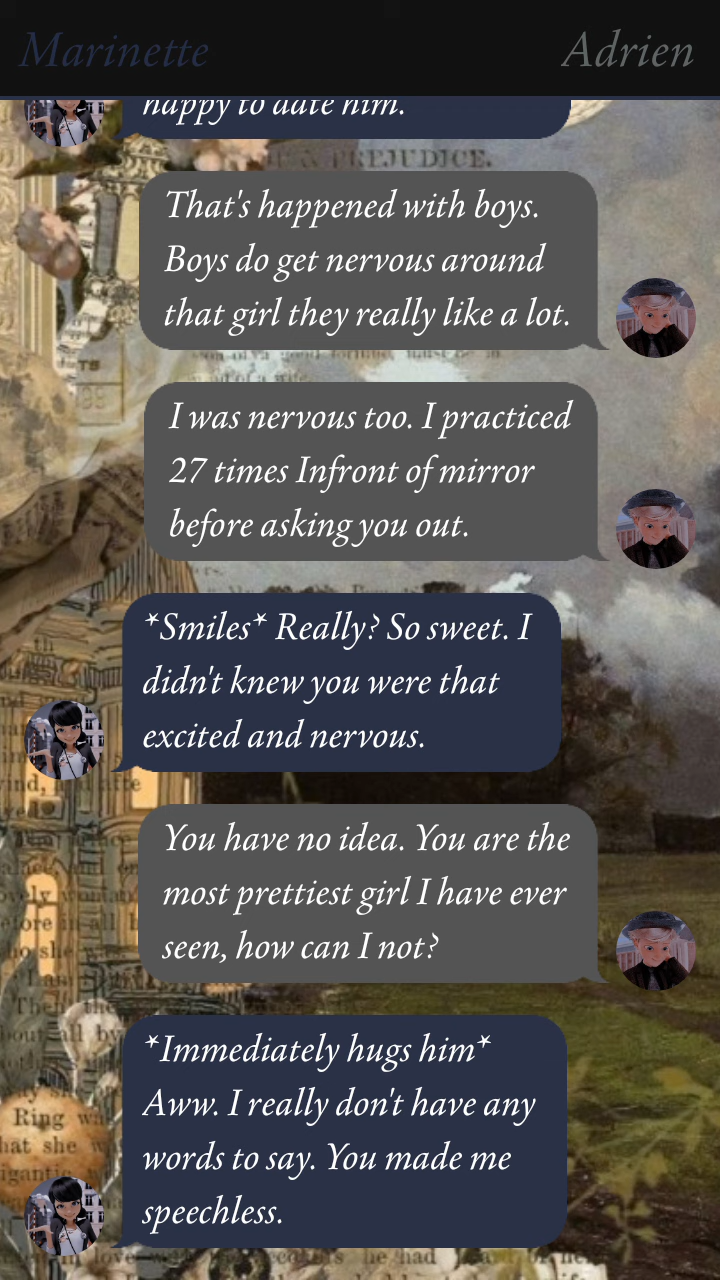 Marinette
Adrien
happy to date him.
PREJUDICE.
That's happened with boys.
Boys do get nervous around
that girl they really like a lot.
I was nervous too. I practiced
27 times Infront of mirror
before asking you out.
*Smiles* Really? So sweet. I
didn't knew you were that
excited and nervous.
You have no idea. You are the
most prettiest girl I have ever
seen, how can I not?
*Immediately hugs him*
Aww. I really don't have any
words to say. You made me
speechless.
Ring